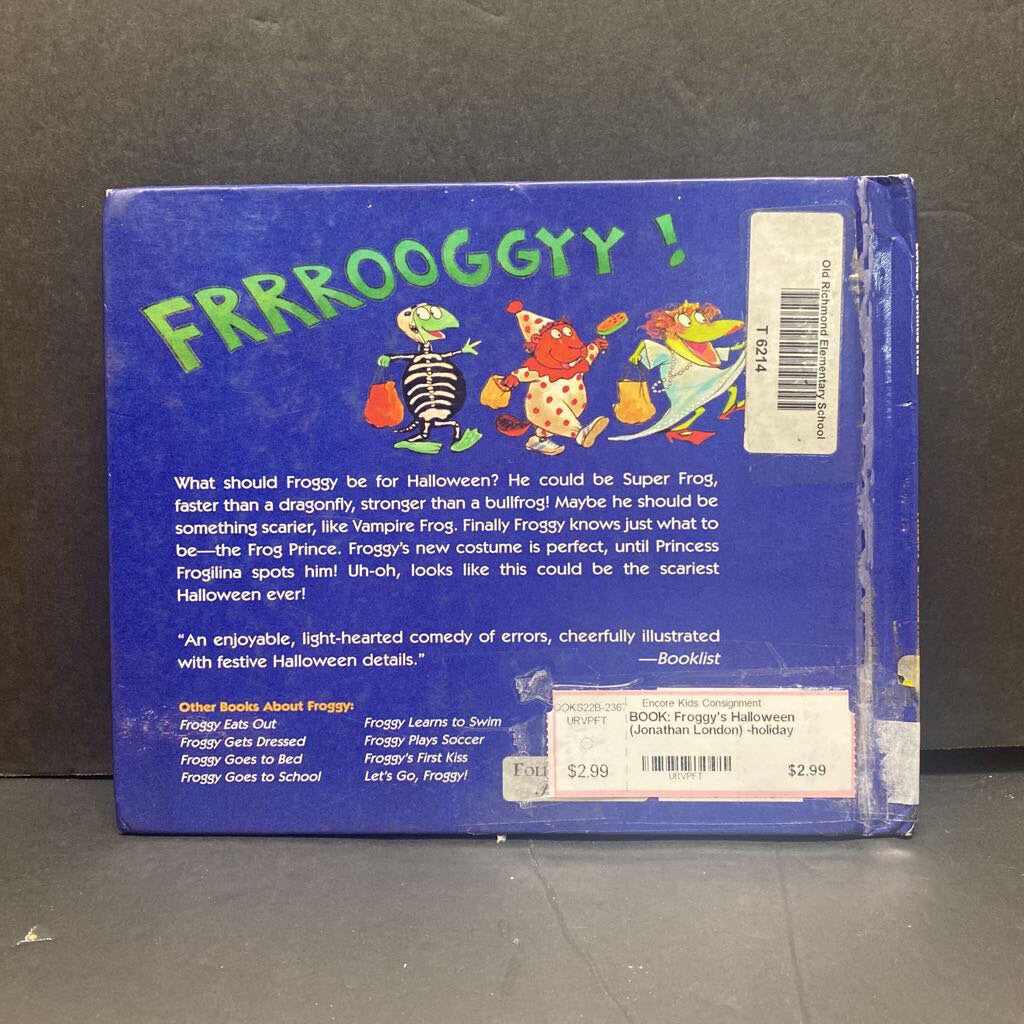 FRRROOGGYY!
Old Richmond Elementary School
T 6214
What should Froggy be for Halloween? He could be Super Frog,
faster than a dragonfly, stronger than a bullfrog! Maybe he should be
something scarier, like Vampire Frog. Finally Froggy knows just what to
be—the Frog Prince. Froggy's new costume is perfect, until Princess
Frogilina spots him! Uh-oh, looks like this could be the scariest
Halloween ever!
"An enjoyable, light-hearted comedy of errors, cheerfully illustrated
with festive Halloween details."
—Booklist
Other Books About Froggy:
Froggy Eats Out
Froggy Gets Dressed
Froggy Goes to Bed
Froggy Goes to School
Froggy Learns to Swim
Froggy Plays Soccer
Froggy's First Kiss
Let's Go, Froggy!
OOKS22B-236
URVPFT
$2.99
Encore Kids Consignment
BOOK: Froggy's Halloween
(Jonathan London) -holiday
URVPFT
$2.99